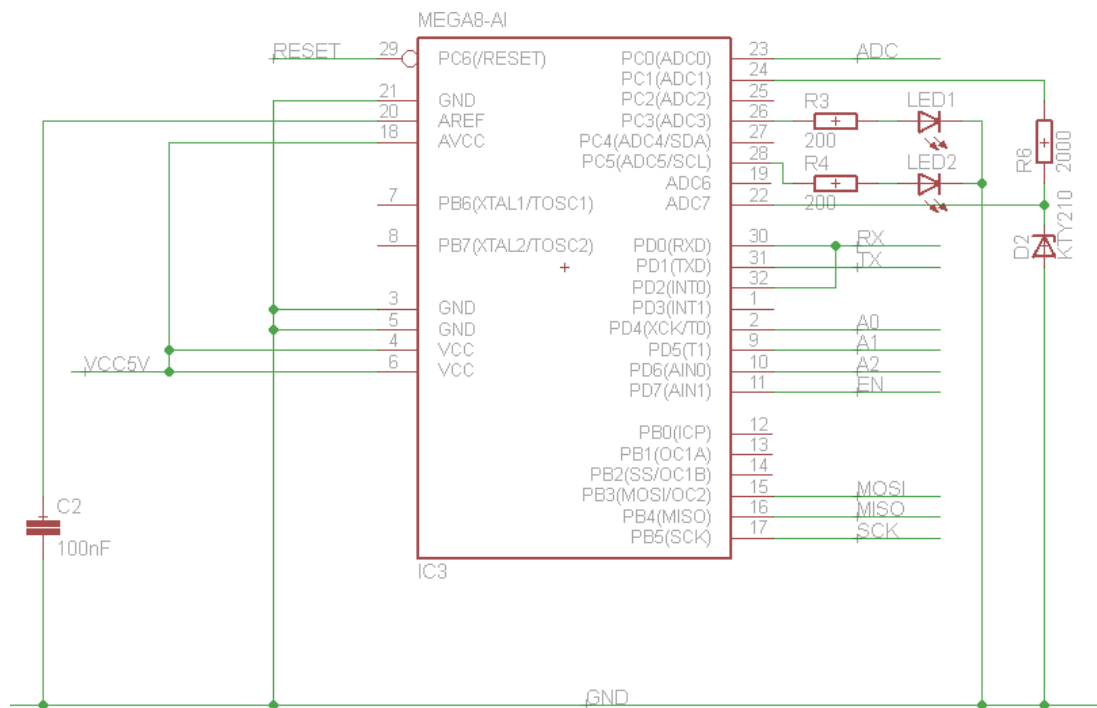 MEGA8-AI
RESET
29
PC6(/RESET)
21
GND
20
AREF
18
AVCC
7
PB6(XTAL1/TOSC1)
8
PB7(XTAL2/TOSC2)
3
GND
5
GND
4
VCC
6
VCC
VCC5V
C2
100nF
PC0(ADC0)
23
ADC
PC1(ADC1)
24
PC2(ADC2)
25
PC3(ADC3)
26
PC4(ADC4/SDA)
27
PC5(ADC5/SCL)
28
ADC6
19
ADC7
22
R3
200
LED1
R4
200
LED2
R6
2000
D2
KTY210
PD0(RXD)
30
RX
PD1(TXD)
31
TX
PD2(INT0)
32
PD3(INT1)
1
PD4(XCK/T0)
2
A0
PD5(T1)
9
A1
PD6(AIN0)
10
A2
PD7(AIN1)
11
EN
PB0(ICP)
12
PB1(OC1A)
13
PB2(SS/OC1B)
14
PB3(MOSI/OC2)
15
MOSI
PB4(MISO)
16
MISO
PB5(SCK)
17
SCK
IC3
GND